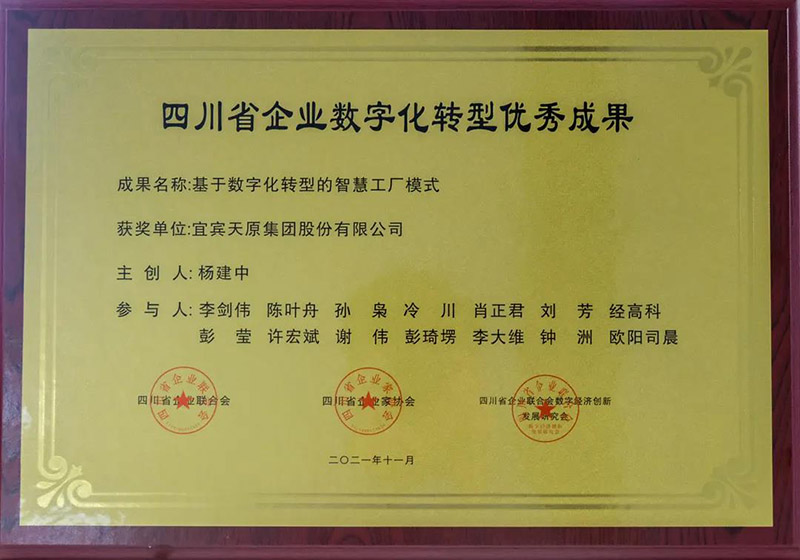 四川省企业数字化转型优秀成果
成果名称:基于数字化转型的智慧工厂模式
获奖单位:宜宾天原集团股份有限公司
主 创 人:杨建中
参 与 人:李剑伟 陈叶舟 孙 枭 冷 川 肖正君 刘 芳 经高科
彭 莹 许宏斌 谢 伟 彭琦堺 李大维 钟 洲 欧阳司晨
四川省企业联合会
四川省企业家协会
四川省企业联合会数字经济创新
发展研究会
二〇二一年十一月